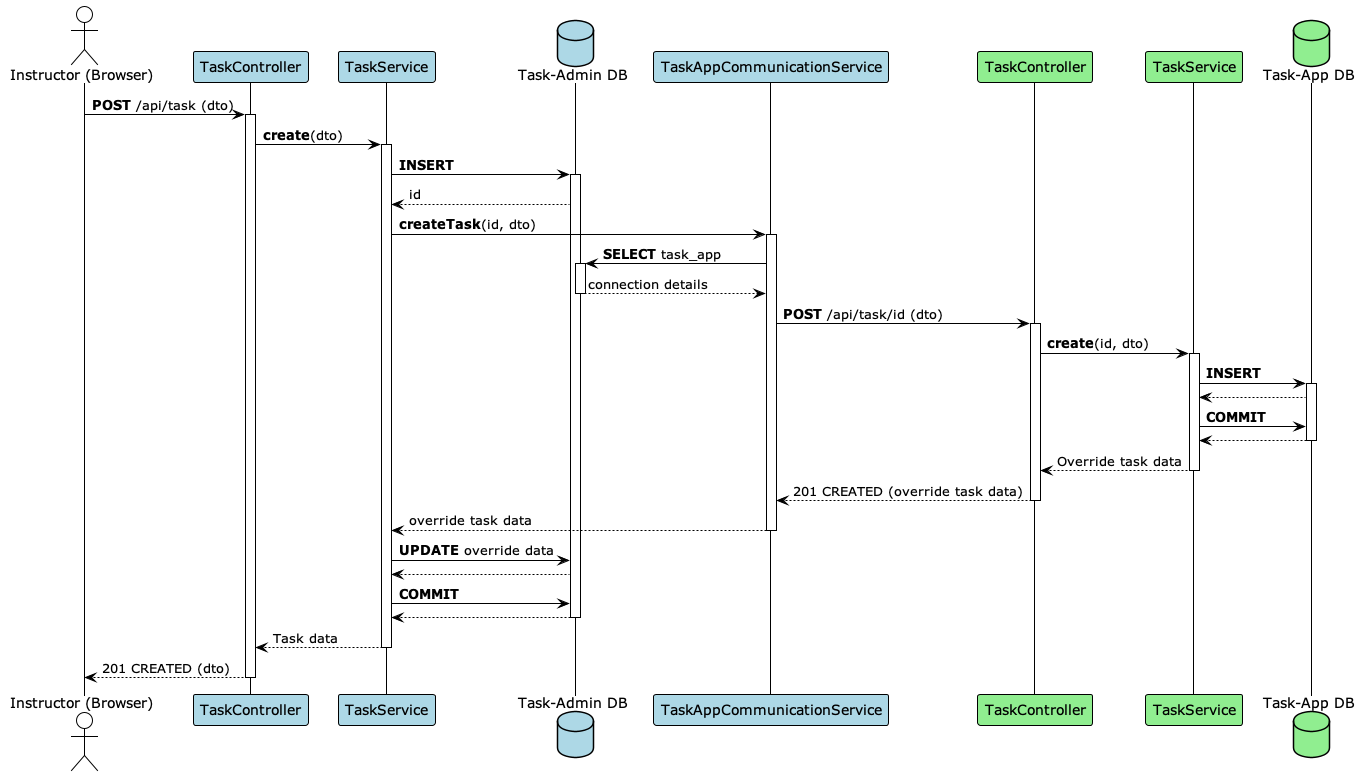 Instructor (Browser)
TaskController
TaskService
Task-Admin DB
TaskAppCommunicationService
TaskController
TaskService
Task-App DB
POST /api/task (dto)
create(dto)
INSERT
id
createTask(id, dto)
SELECT task_app
connection details
POST /api/task/id (dto)
create(id, dto)
INSERT
COMMIT
Override task data
201 CREATED (override task data)
override task data
UPDATE override data
COMMIT
Task data
201 CREATED (dto)
Instructor (Browser)
TaskController
TaskService
Task-Admin DB
TaskAppCommunicationService
TaskController
TaskService
Task-App DB